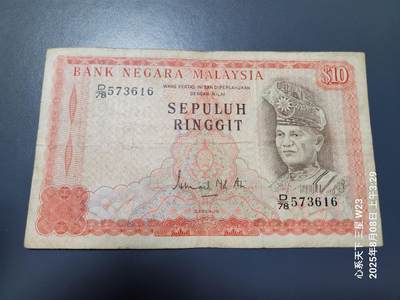 BANK NEGARA MALAYSIA
$10
WANG KERTAS INI SAH DIPERLAKUKAN
DENGAN NILAI
D/78 573616
SEPULUH
RINGGIT
D/78 573616
GABENOR
心系天下 三星 W23
2025年8月08日 上午3:29